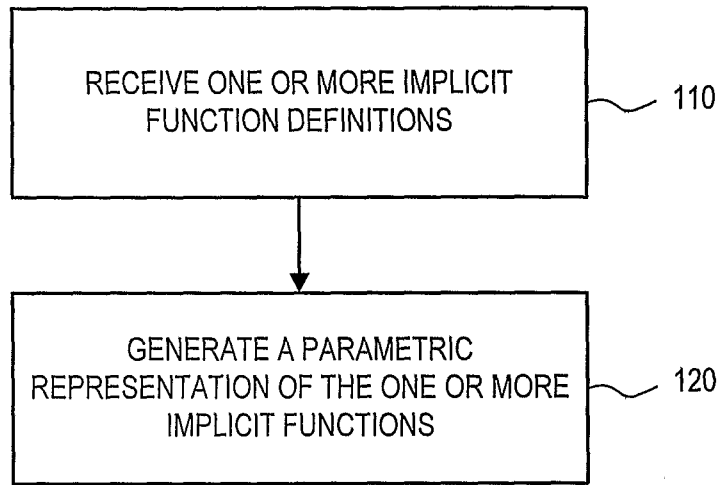 RECEIVE ONE OR MORE IMPLICIT
FUNCTION DEFINITIONS
110
GENERATE A PARAMETRIC
REPRESENTATION OF THE ONE OR MORE
IMPLICIT FUNCTIONS
120